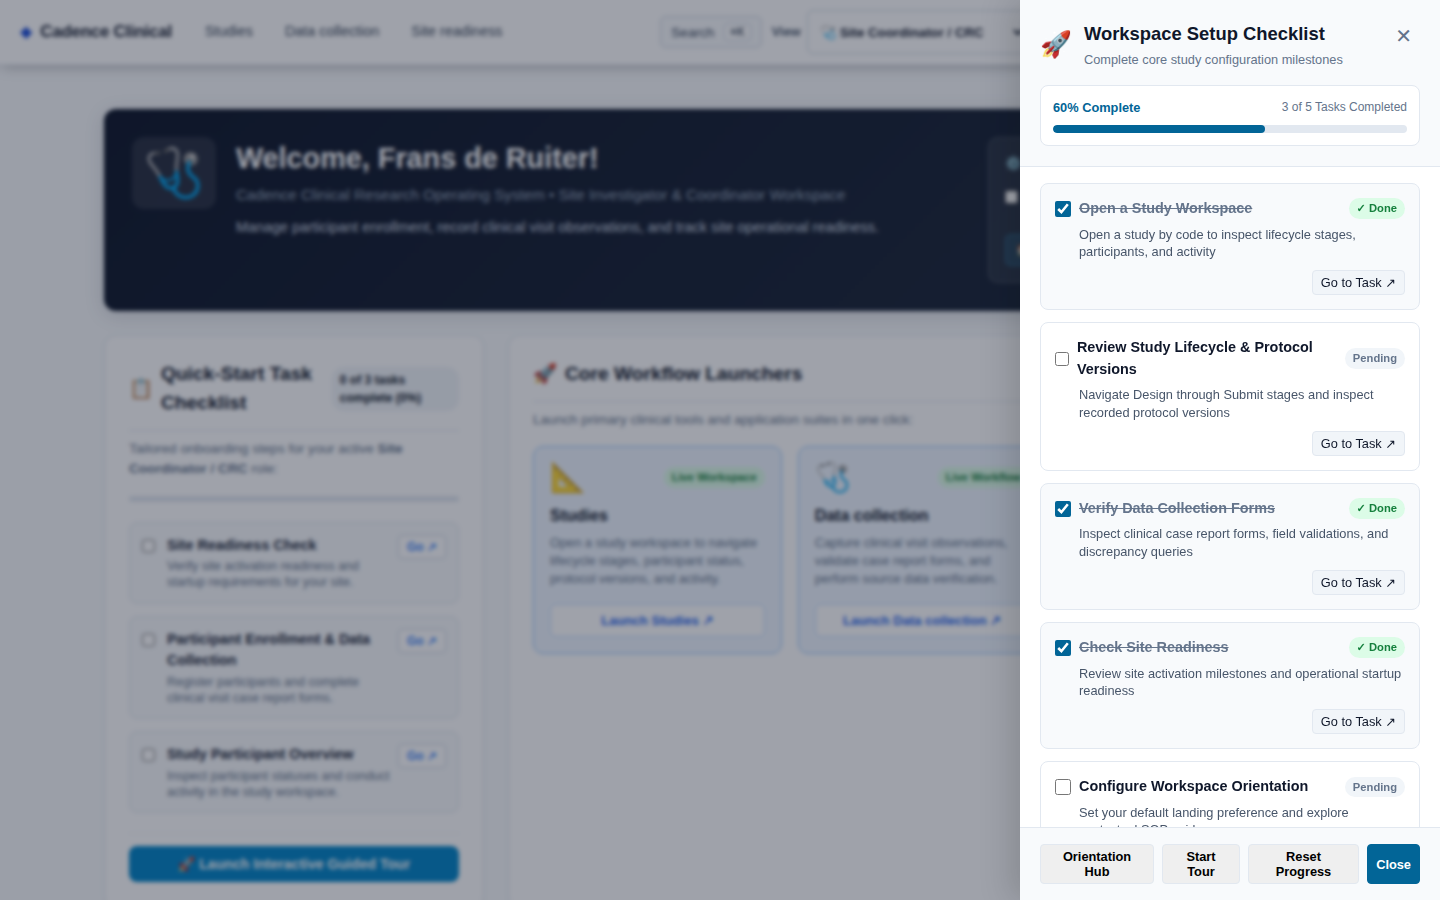 Cadence Clinical
Studies
Data collection
Site readiness
Search
View
Site Coordinator / CRC
Welcome, Frans de Ruiter!
Cadence Clinical Research Operating System • Site Investigator & Coordinator Workspace
Manage participant enrollment, record clinical visit observations, and track site operational readiness.
Quick-Start Task
Checklist
0 of 3 tasks
complete (0%)
Tailored onboarding steps for your active Site
Coordinator / CRC role:
Site Readiness Check
Go ↗
Verify site activation readiness and
startup requirements for your site.
Participant Enrollment & Data
Collection
Go ↗
Register participants and complete
clinical visit case report forms.
Study Participant Overview
Go ↗
Inspect participant statuses and conduct
activity in the study workspace.
🚀 Launch Interactive Guided Tour
Core Workflow Launchers
Launch primary clinical tools and application suites in one click.
Live Workspace
Studies
Open a study workspace to navigate
lifecycle stages, participant status,
protocol versions, and activity.
Launch Studies ↗
Live Workflow
Data collection
Capture clinical visit observations,
validate case report forms, and
perform source data verification.
Launch Data collection ↗
Workspace Setup Checklist
Complete core study configuration milestones
60% Complete
3 of 5 Tasks Completed
Open a Study Workspace
✓ Done
Open a study by code to inspect lifecycle stages,
participants, and activity
Go to Task ↗
Review Study Lifecycle & Protocol
Versions
Pending
Navigate Design through Submit stages and inspect
recorded protocol versions
Go to Task ↗
Verify Data Collection Forms
✓ Done
Inspect clinical case report forms, field validations, and
discrepancy queries
Go to Task ↗
Check Site Readiness
✓ Done
Review site activation milestones and operational startup
readiness
Go to Task ↗
Configure Workspace Orientation
Pending
Set your default landing preference and explore
Orientation
Hub
Start
Tour
Reset
Progress
Close